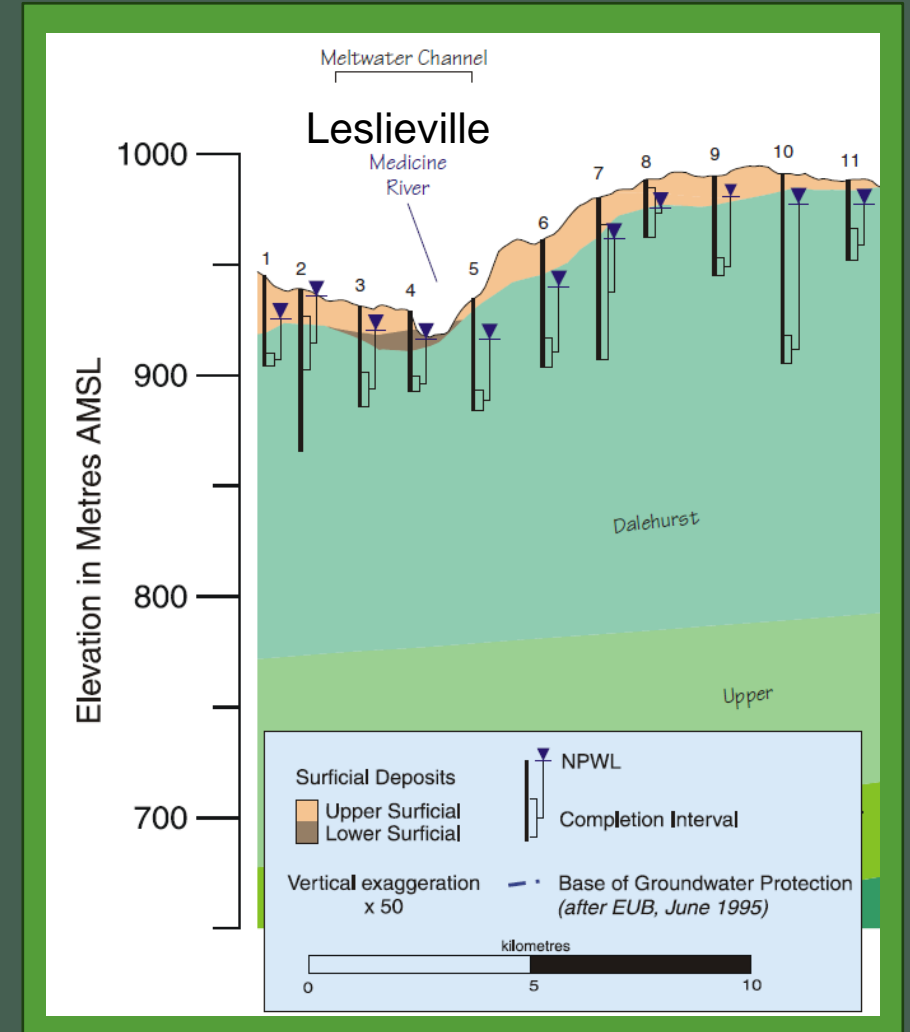 Meltwater Channel
Leslieville
Medicine
River
1000
900
800
700
Elevation in Metres AMSL
1
2
3
4
5
6
7
8
9
10
11
Dalehurst
Upper
Surficial Deposits
Upper Surficial
Lower Surficial
NPWL
Completion Interval
Vertical exaggeration
x 50
Base of Groundwater Protection
(after EUB, June 1995)
kilometres
0
5
10